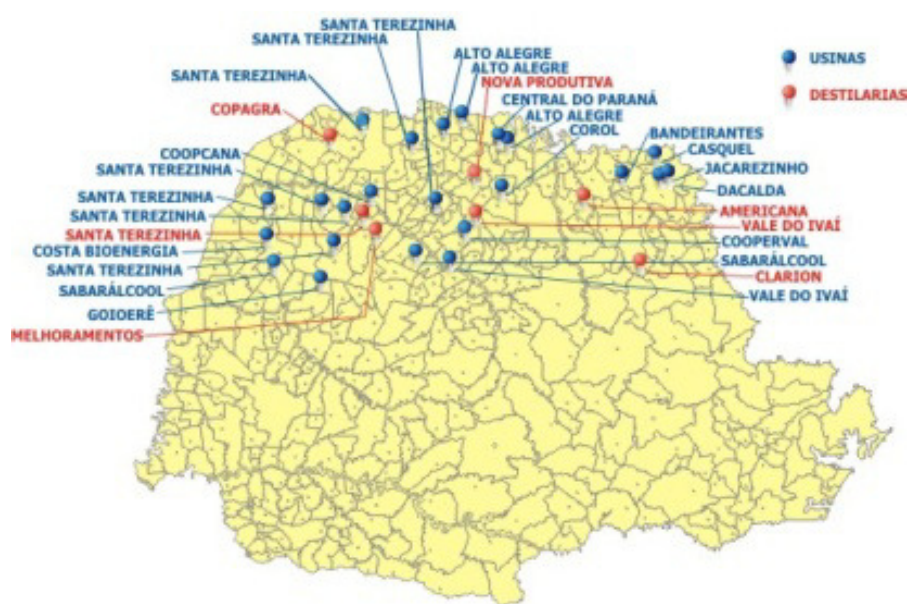 SANTA TEREZINHA
SANTA TEREZINHA
ALTO ALEGRE
USINAS
ALTO ALEGRE
SANTA TEREZINHA
NOVA PRODUTIVA
DESTILARIAS
COPAGRA
CENTRAL DO PARANÁ
ALTO ALEGRE
COROL
BANDEIRANTES
COOPCANA
CASQUEL
SANTA TEREZINHA
JACAREZINHO
DACALDA
SANTA TEREZINHA
AMERICANA
SANTA TEREZINHA
VALE DO IVAÍ
SANTA TEREZINHA
COOPERVAL
COSTA BIOENERGIA
SABARÁLCOOL
SANTA TEREZINHA
CLARION
SABARÁLCOOL
VALE DO IVAÍ
GOIOERÊ
MELHORAMENTOS